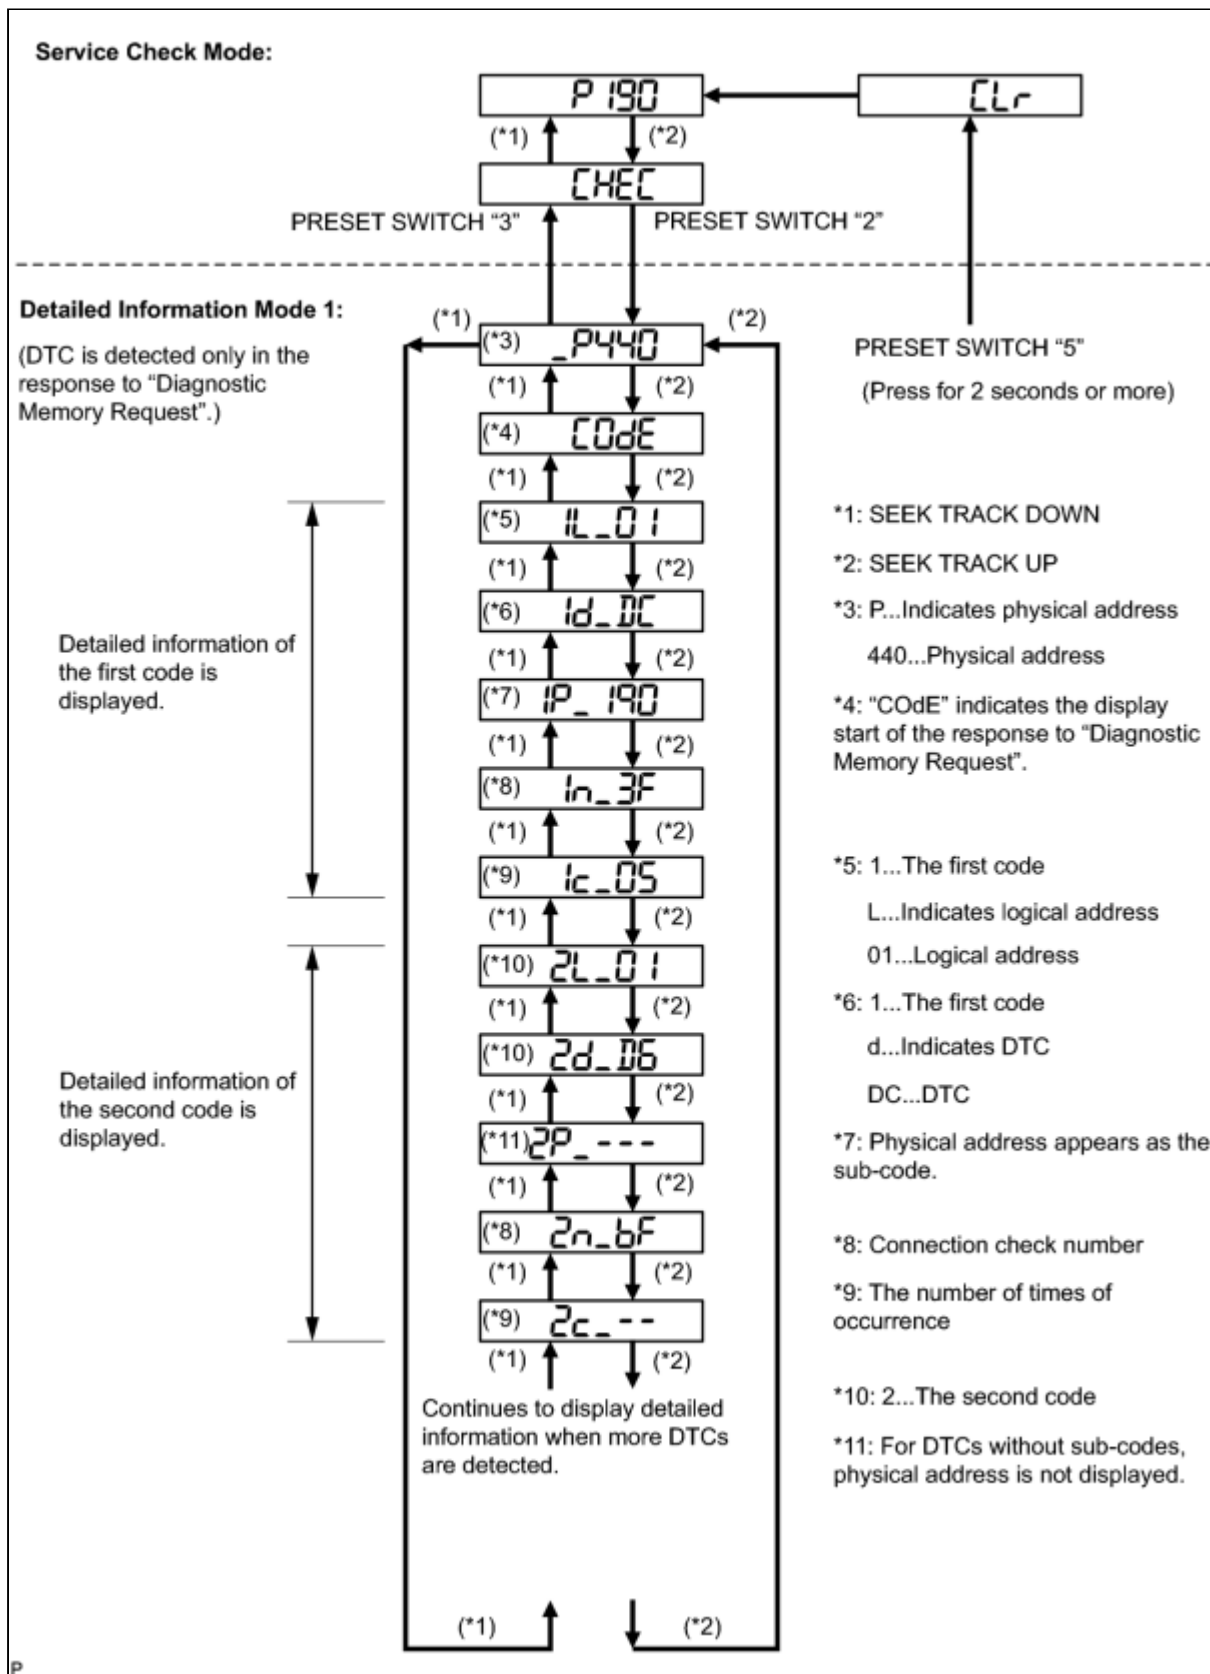 Service Check Mode:
P190
CLr
(*1)
(*2)
CHEC
PRESET SWITCH “3”
PRESET SWITCH “2”
Detailed Information Mode 1:
(DTC is detected only in the
response to “Diagnostic
Memory Request”.)
(*1)
(*3) _P440
(*2)
PRESET SWITCH “5”
(Press for 2 seconds or more)
(*1)
(*2)
(*4) COdE
(*1)
(*2)
(*5) 1L_01
(*1)
(*2)
(*6) 1d_DC
(*1)
(*2)
(*7) 1P_190
(*1)
(*2)
(*8) 1n_3F
(*1)
(*2)
(*9) 1c_05
(*1)
(*2)
Detailed information of
the first code is
displayed.
(*10) 2L_01
(*1)
(*2)
(*10) 2d_D6
(*1)
(*2)
(*11) 2P_---
(*1)
(*2)
(*8) 2n_bF
(*1)
(*2)
(*9) 2c_--
(*1)
(*2)
Detailed information of
the second code is
displayed.
Continues to display detailed
information when more DTCs
are detected.
(*1)
(*2)
*1: SEEK TRACK DOWN
*2: SEEK TRACK UP
*3: P...Indicates physical address
440...Physical address
*4: “COdE” indicates the display
start of the response to “Diagnostic
Memory Request”.
*5: 1...The first code
L...Indicates logical address
01...Logical address
*6: 1...The first code
d...Indicates DTC
DC...DTC
*7: Physical address appears as the
sub-code.
*8: Connection check number
*9: The number of times of
occurrence
*10: 2...The second code
*11: For DTCs without sub-codes,
physical address is not displayed.
P